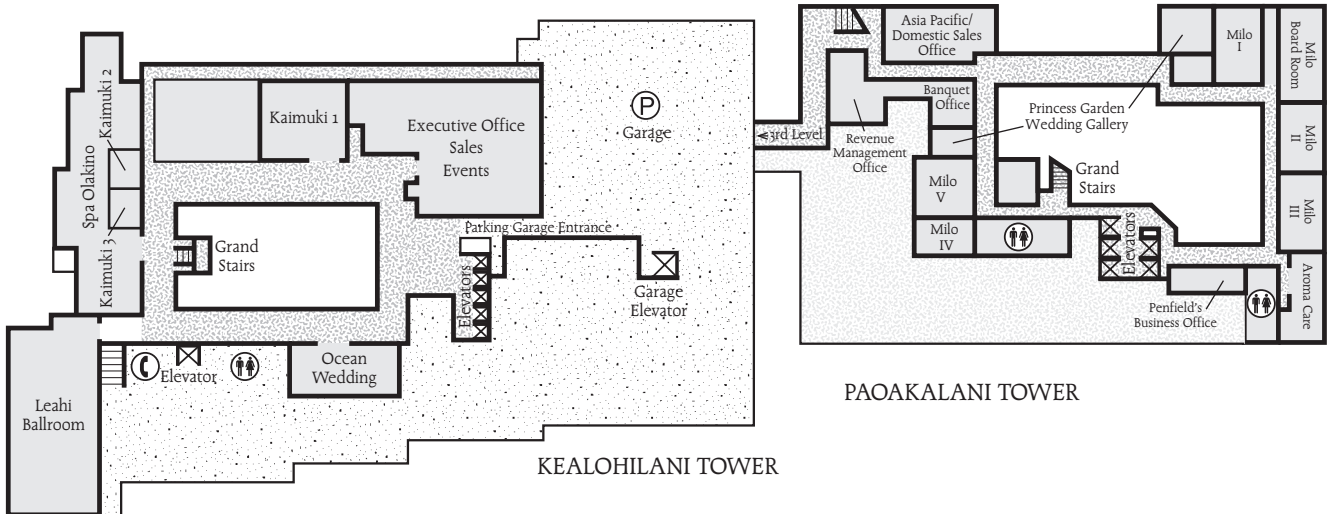 Spa Olakino
Kaimuki 2
Kaimuki 3
Kaimuki 1
Executive Office
Sales
Events
P
Garage
Grand
Stairs
Parking Garage Entrance
Elevators
Garage
Elevator
Elevator
Ocean
Wedding
Leahi
Ballroom
KEALOHILANI TOWER
3rd Level
Asia Pacific/
Domestic Sales
Office
Revenue
Management
Office
Banquet
Office
Princess Garden
Wedding Gallery
Milo
I
Milo
Board Room
Milo
II
Milo
III
Milo
V
Milo
IV
Grand
Stairs
Elevators
Penfield's
Business Office
Aroma Care
PAOAKALANI TOWER